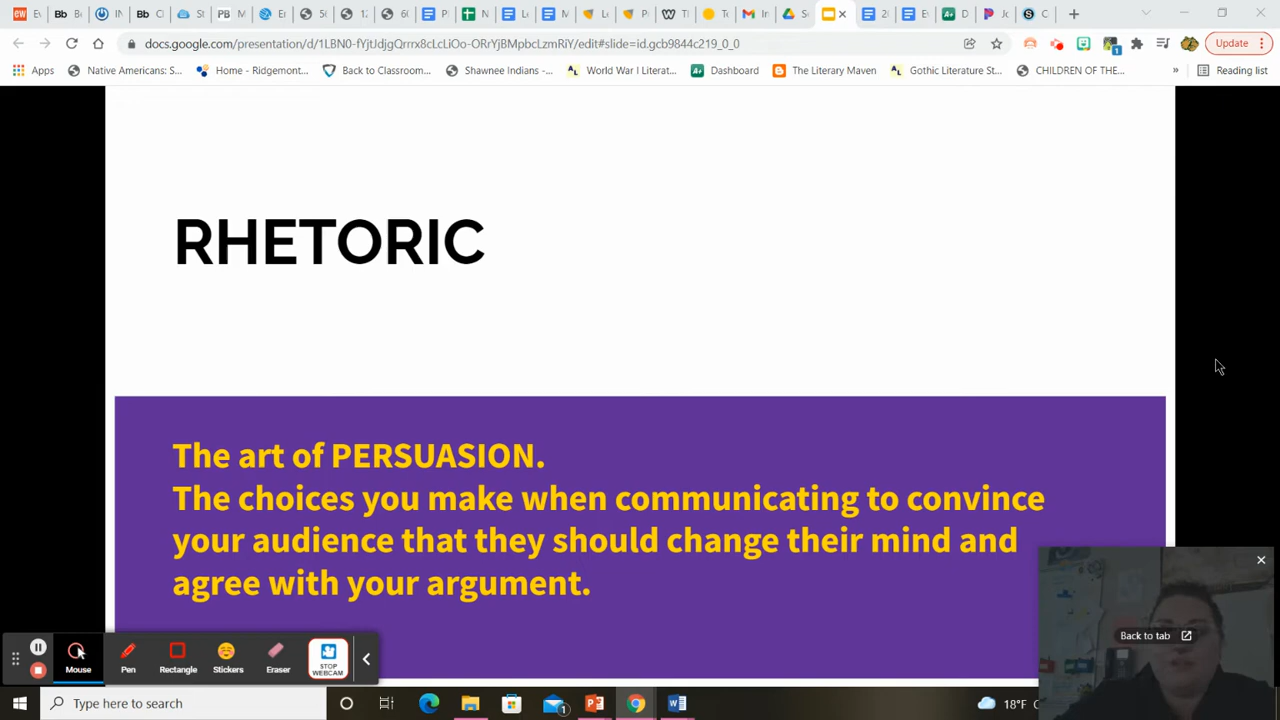 docs.google.com/presentation/d/1LBN0-fYjtJgjgQrrrx8cLcLf2o-ORrYjBMpbcLzmRiY/edit#slide=id.gcb9844c219_0_0
Update
Apps
Native Americans: S...
Home - Ridgemont...
Back to Classroom...
Shawnee Indians -...
World War I Literat...
Dashboard
The Literary Maven
Gothic Literature St...
CHILDREN OF THE...
»
Reading list
RHETORIC
The art of PERSUASION.
The choices you make when communicating to convince
your audience that they should change their mind and
agree with your argument.
Back to tab
Mouse
Pen
Rectangle
Stickers
Eraser
STOP
WEBCAM
Type here to search
18°F